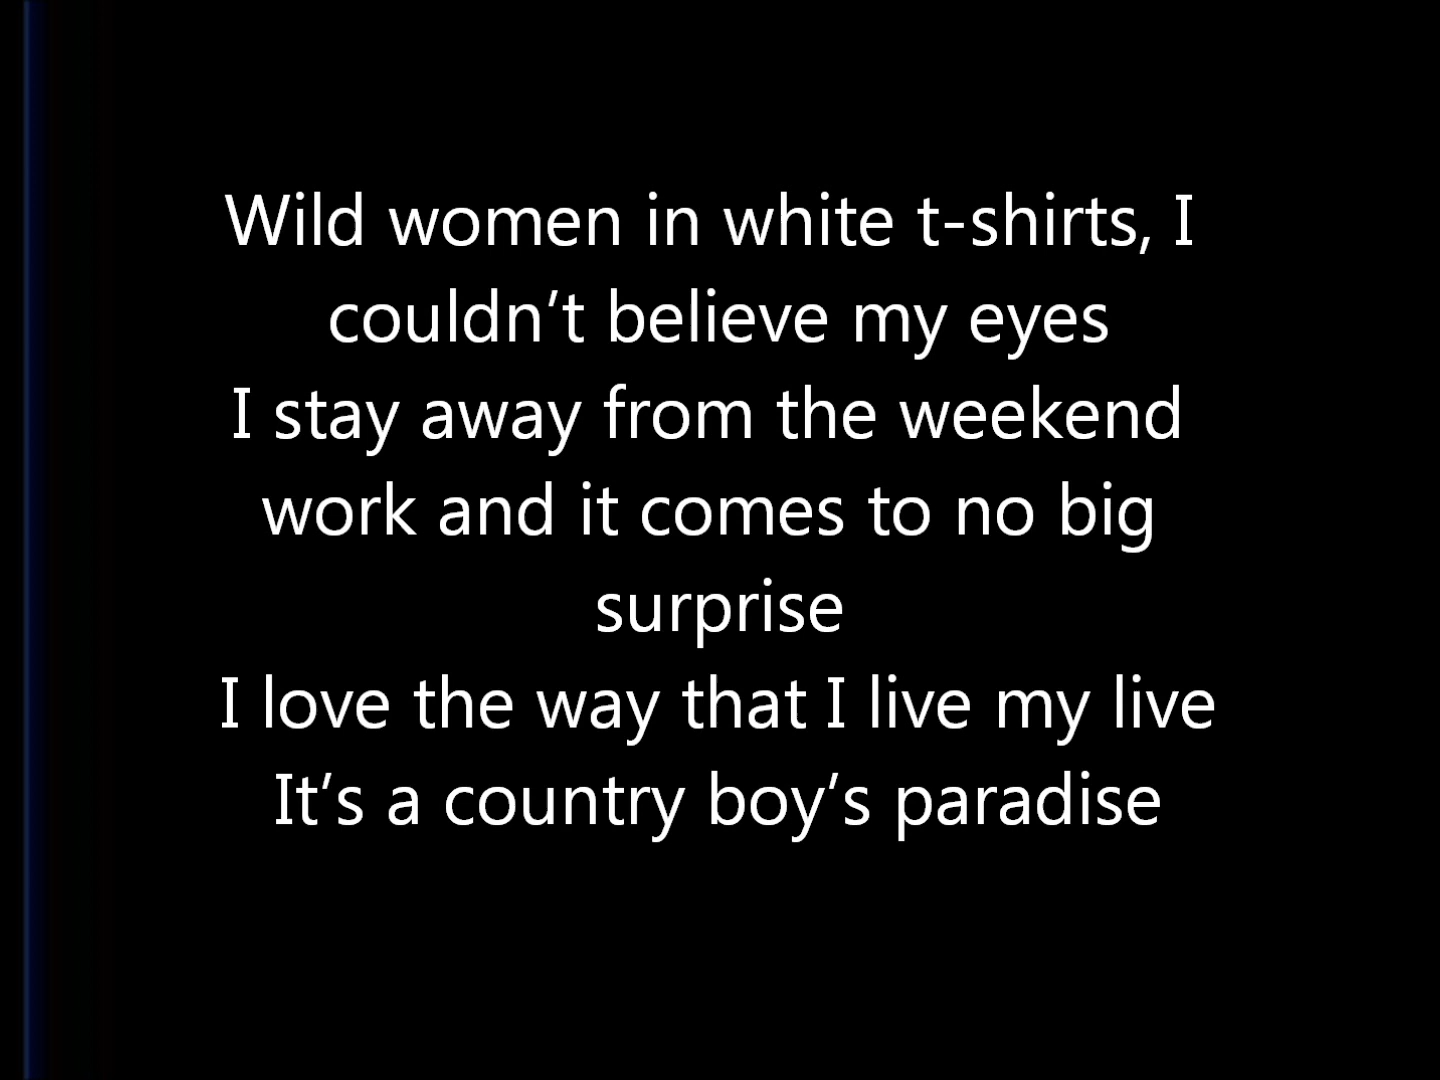 Wild women in white t-shirts, I
couldn’t believe my eyes
I stay away from the weekend
work and it comes to no big
surprise
I love the way that I live my live
It’s a country boy’s paradise